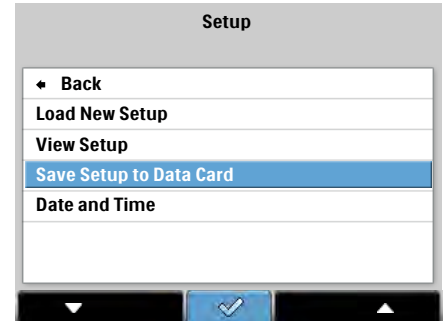 Setup
Back
Load New Setup
View Setup
Save Setup to Data Card
Date and Time